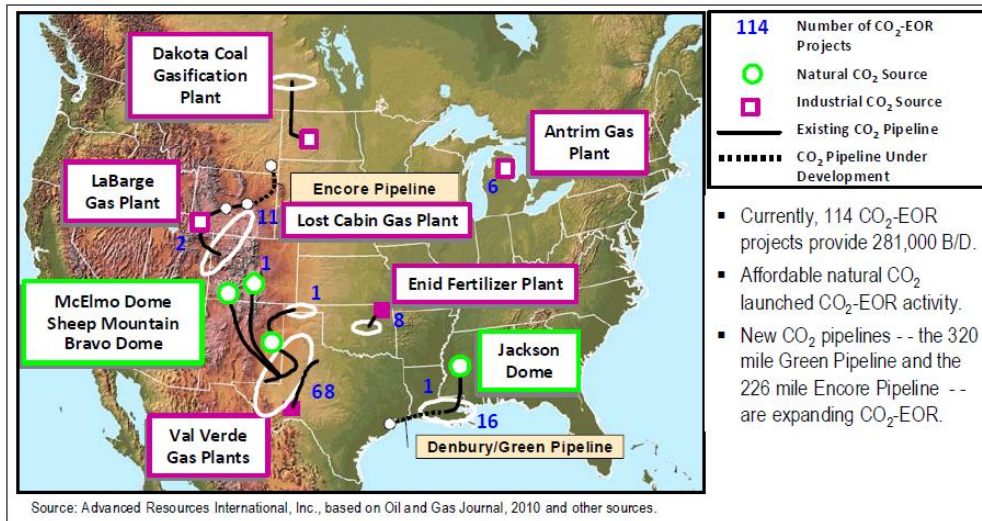 Dakota Coal
Gasification
Plant
Antrim Gas
Plant
6
LaBarge
Gas Plant
Encore Pipeline
11
Lost Cabin Gas Plant
2
1
McElmo Dome
Sheep Mountain
Bravo Dome
1
Enid Fertilizer Plant
8
Jackson
Dome
68
1
16
Val Verde
Gas Plants
Denbury/Green Pipeline
114 Number of CO₂-EOR
Projects
Natural CO₂ Source
Industrial CO₂ Source
Existing CO₂ Pipeline
CO₂ Pipeline Under
Development
▪ Currently, 114 CO₂-EOR
projects provide 281,000 B/D.
▪ Affordable natural CO₂
launched CO₂-EOR activity.
▪ New CO₂ pipelines - - the 320
mile Green Pipeline and the
226 mile Encore Pipeline - -
are expanding CO₂-EOR.
Source: Advanced Resources International, Inc., based on Oil and Gas Journal, 2010 and other sources.